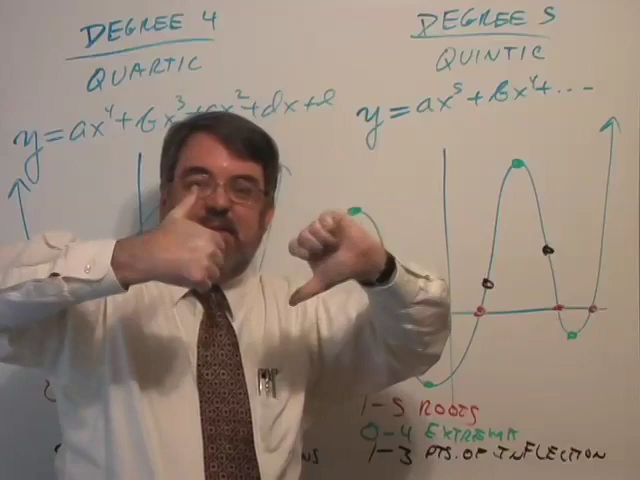 DEGREE 4
QUARTIC
y=ax⁴+bx³+cx²+dx+e
DEGREE 5
QUINTIC
y=ax⁵+bx⁴+...
1-5 ROOTS
0-4 EXTREMA
1-3 PTS. OF INFLECTION